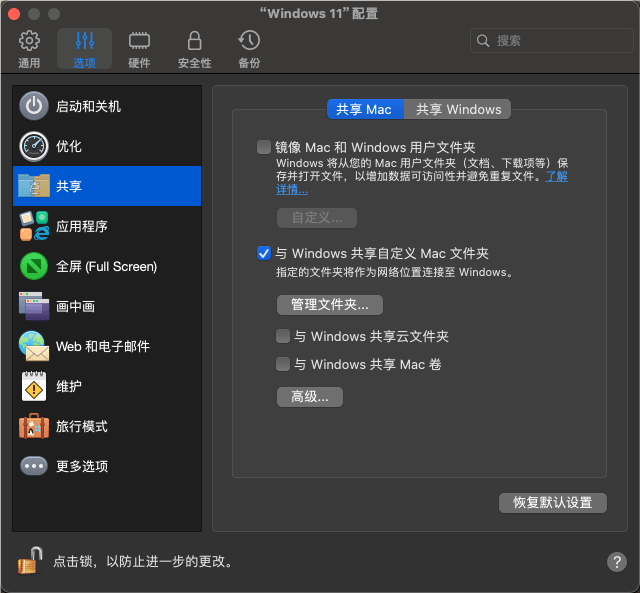 “Windows 11”配置
通用
选项
硬件
安全性
备份
搜索
启动和关机
优化
共享
应用程序
全屏 (Full Screen)
画中画
Web 和电子邮件
维护
旅行模式
更多选项
共享 Mac
共享 Windows
镜像 Mac 和 Windows 用户文件夹
Windows 将从您的 Mac 用户文件夹（文档、下载项等）保
存并打开文件，以增加数据可访问性并避免重复文件。了解
详情...
自定义...
与 Windows 共享自定义 Mac 文件夹
指定的文件夹将作为网络位置连接至 Windows。
管理文件夹...
与 Windows 共享云文件夹
与 Windows 共享 Mac 卷
高级...
恢复默认设置
点击锁，以防止进一步的更改。
?